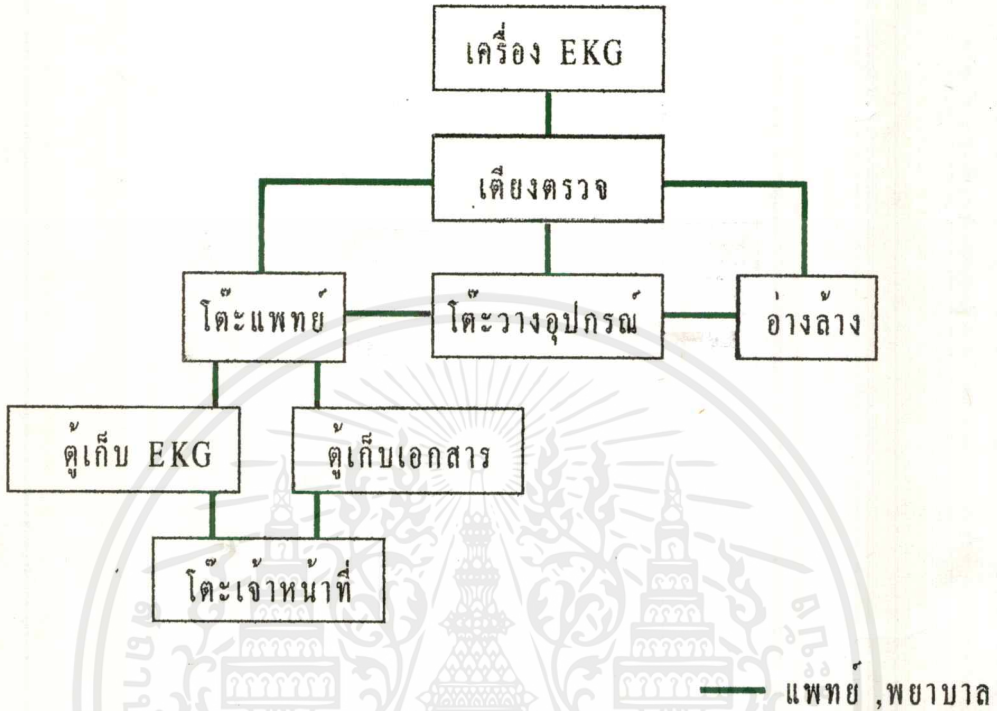 เครื่อง EKG
เตียงตรวจ
โต๊ะแพทย์
โต๊ะวางอุปกรณ์
อ่างล้าง
ตู้เก็บ EKG
ตู้เก็บเอกสาร
โต๊ะเจ้าหน้าที่
แพทย์ ,พยาบาล